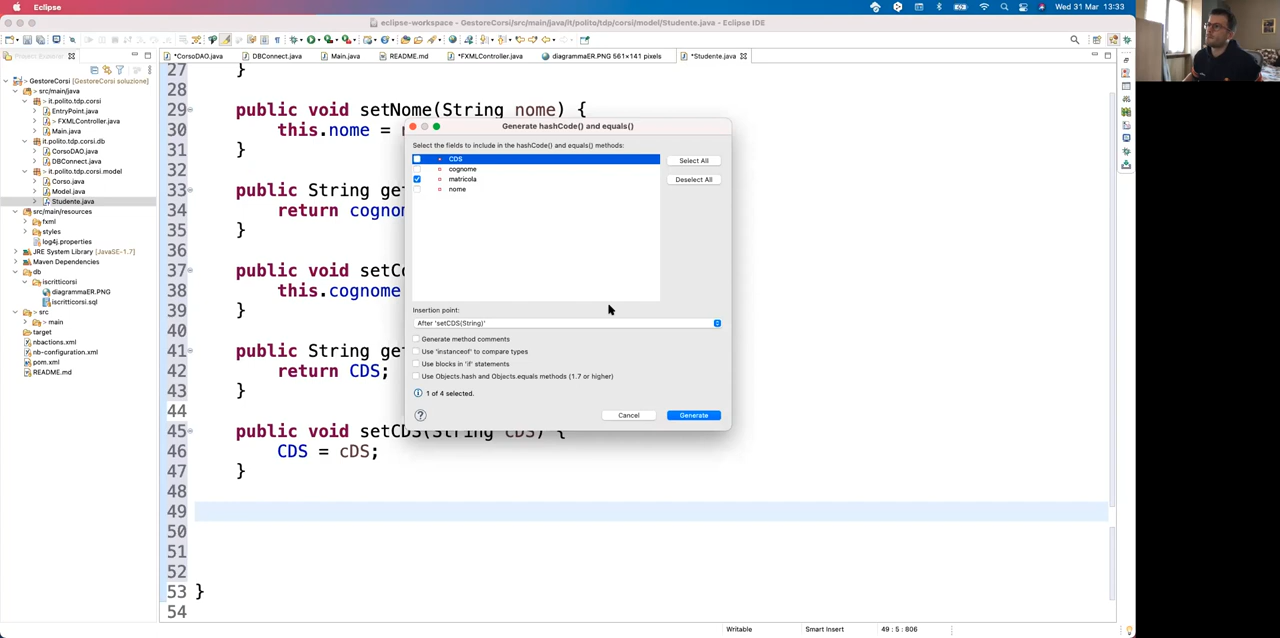 Eclipse
Wed 31 Mar 13:33
eclipse-workspace - GestoreCorsi/src/main/java/it/polito/tdp/corsi/model/Studente.java - Eclipse IDE
Project Explorer
*CorsoDAO.java
DBConnect.java
Main.java
README.md
*FXMLController.java
diagrammaER.PNG 561×141 pixels
*Studente.java
GestoreCorsi [GestoreCorsi soluzione]
src/main/java
it.polito.tdp.corsi
EntryPoint.java
> FXMLController.java
Main.java
it.polito.tdp.corsi.db
CorsoDAO.java
DBConnect.java
it.polito.tdp.corsi.model
Corso.java
Model.java
Studente.java
src/main/resources
fxml
styles
log4j.properties
JRE System Library [JavaSE-1.7]
Maven Dependencies
db
iscritticorsi
diagrammaER.PNG
iscritticorsi.sql
> src
> main
target
nbactions.xml
nb-configuration.xml
pom.xml
README.md
27 }
28
29 public void setNome(String nome) {
30 this.nome =
31 }
32
33 public String get
34 return cognom
35 }
36
37 public void setCo
38 this.cognome
39 }
40
41 public String get
42 return CDS;
43 }
44
45 public void setCDS(String cDS) {
46 CDS = cDS;
47 }
48
49
50
51
52
53 }
54
Generate hashCode() and equals()
Select the fields to include in the hashCode() and equals() methods:
CDS
cognome
matricola
nome
Select All
Deselect All
Insertion point:
After 'setCDS(String)'
Generate method comments
Use 'instanceof' to compare types
Use blocks in 'if' statements
Use Objects.hash and Objects.equals methods (1.7 or higher)
1 of 4 selected.
?
Cancel
Generate
Writable
Smart Insert
49 : 5 : 806